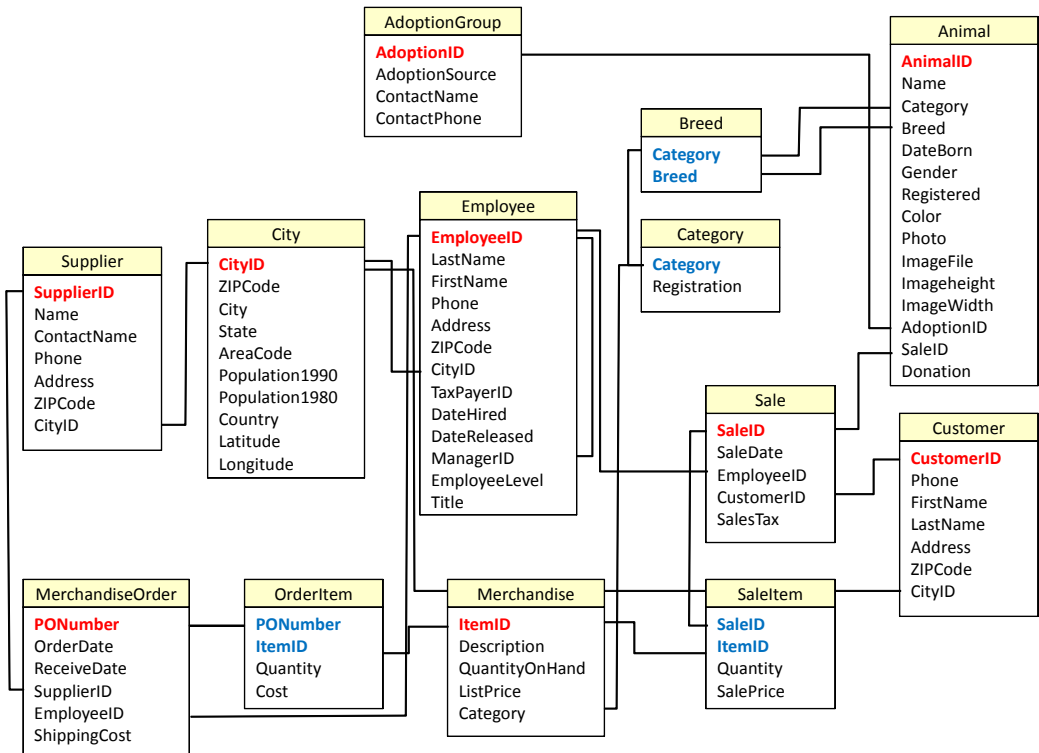 AdoptionGroup
AdoptionID
AdoptionSource
ContactName
ContactPhone
Animal
AnimalID
Name
Category
Breed
DateBorn
Gender
Registered
Color
Photo
ImageFile
Imageheight
ImageWidth
AdoptionID
SaleID
Donation
Breed
Category
Breed
Employee
EmployeeID
LastName
FirstName
Phone
Address
ZIPCode
CityID
TaxPayerID
DateHired
DateReleased
ManagerID
EmployeeLevel
Title
City
CityID
ZIPCode
City
State
AreaCode
Population1990
Population1980
Country
Latitude
Longitude
Category
Category
Registration
Supplier
SupplierID
Name
ContactName
Phone
Address
ZIPCode
CityID
Sale
SaleID
SaleDate
EmployeeID
CustomerID
SalesTax
Customer
CustomerID
Phone
FirstName
LastName
Address
ZIPCode
CityID
MerchandiseOrder
PONumber
OrderDate
ReceiveDate
SupplierID
EmployeeID
ShippingCost
OrderItem
PONumber
ItemID
Quantity
Cost
Merchandise
ItemID
Description
QuantityOnHand
ListPrice
Category
SaleItem
SaleID
ItemID
Quantity
SalePrice